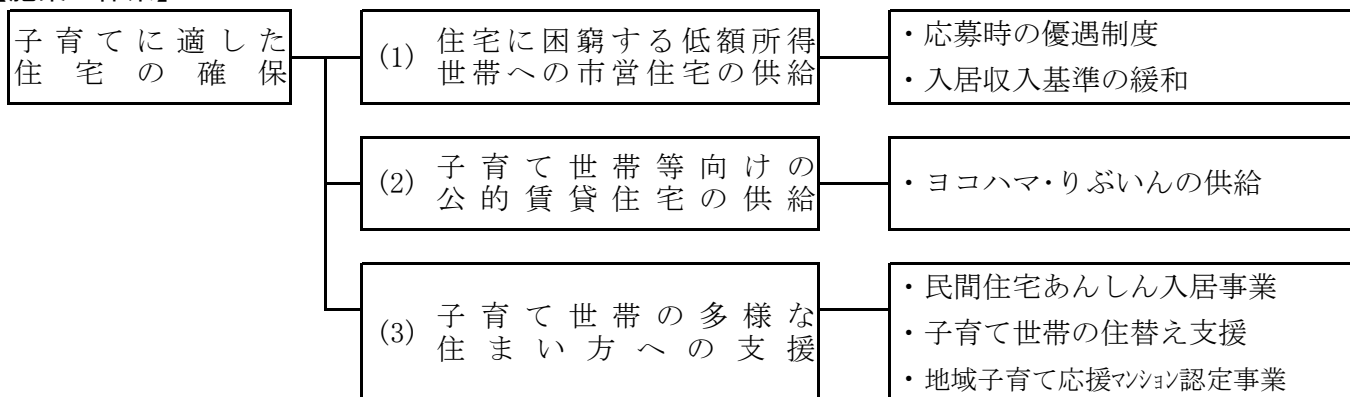 子育てに適した
住宅の確保
(1) 住宅に困窮する低額所得
世帯への市営住宅の供給
・応募時の優遇制度
・入居収入基準の緩和
(2) 子育て世帯等向けの
公的賃貸住宅の供給
・ヨコハマ・りぶいんの供給
(3) 子育て世帯の多様な
住まい方への支援
・民間住宅あんしん入居事業
・子育て世帯の住替え支援
・地域子育て応援ﾏﾝｼｮﾝ認定事業